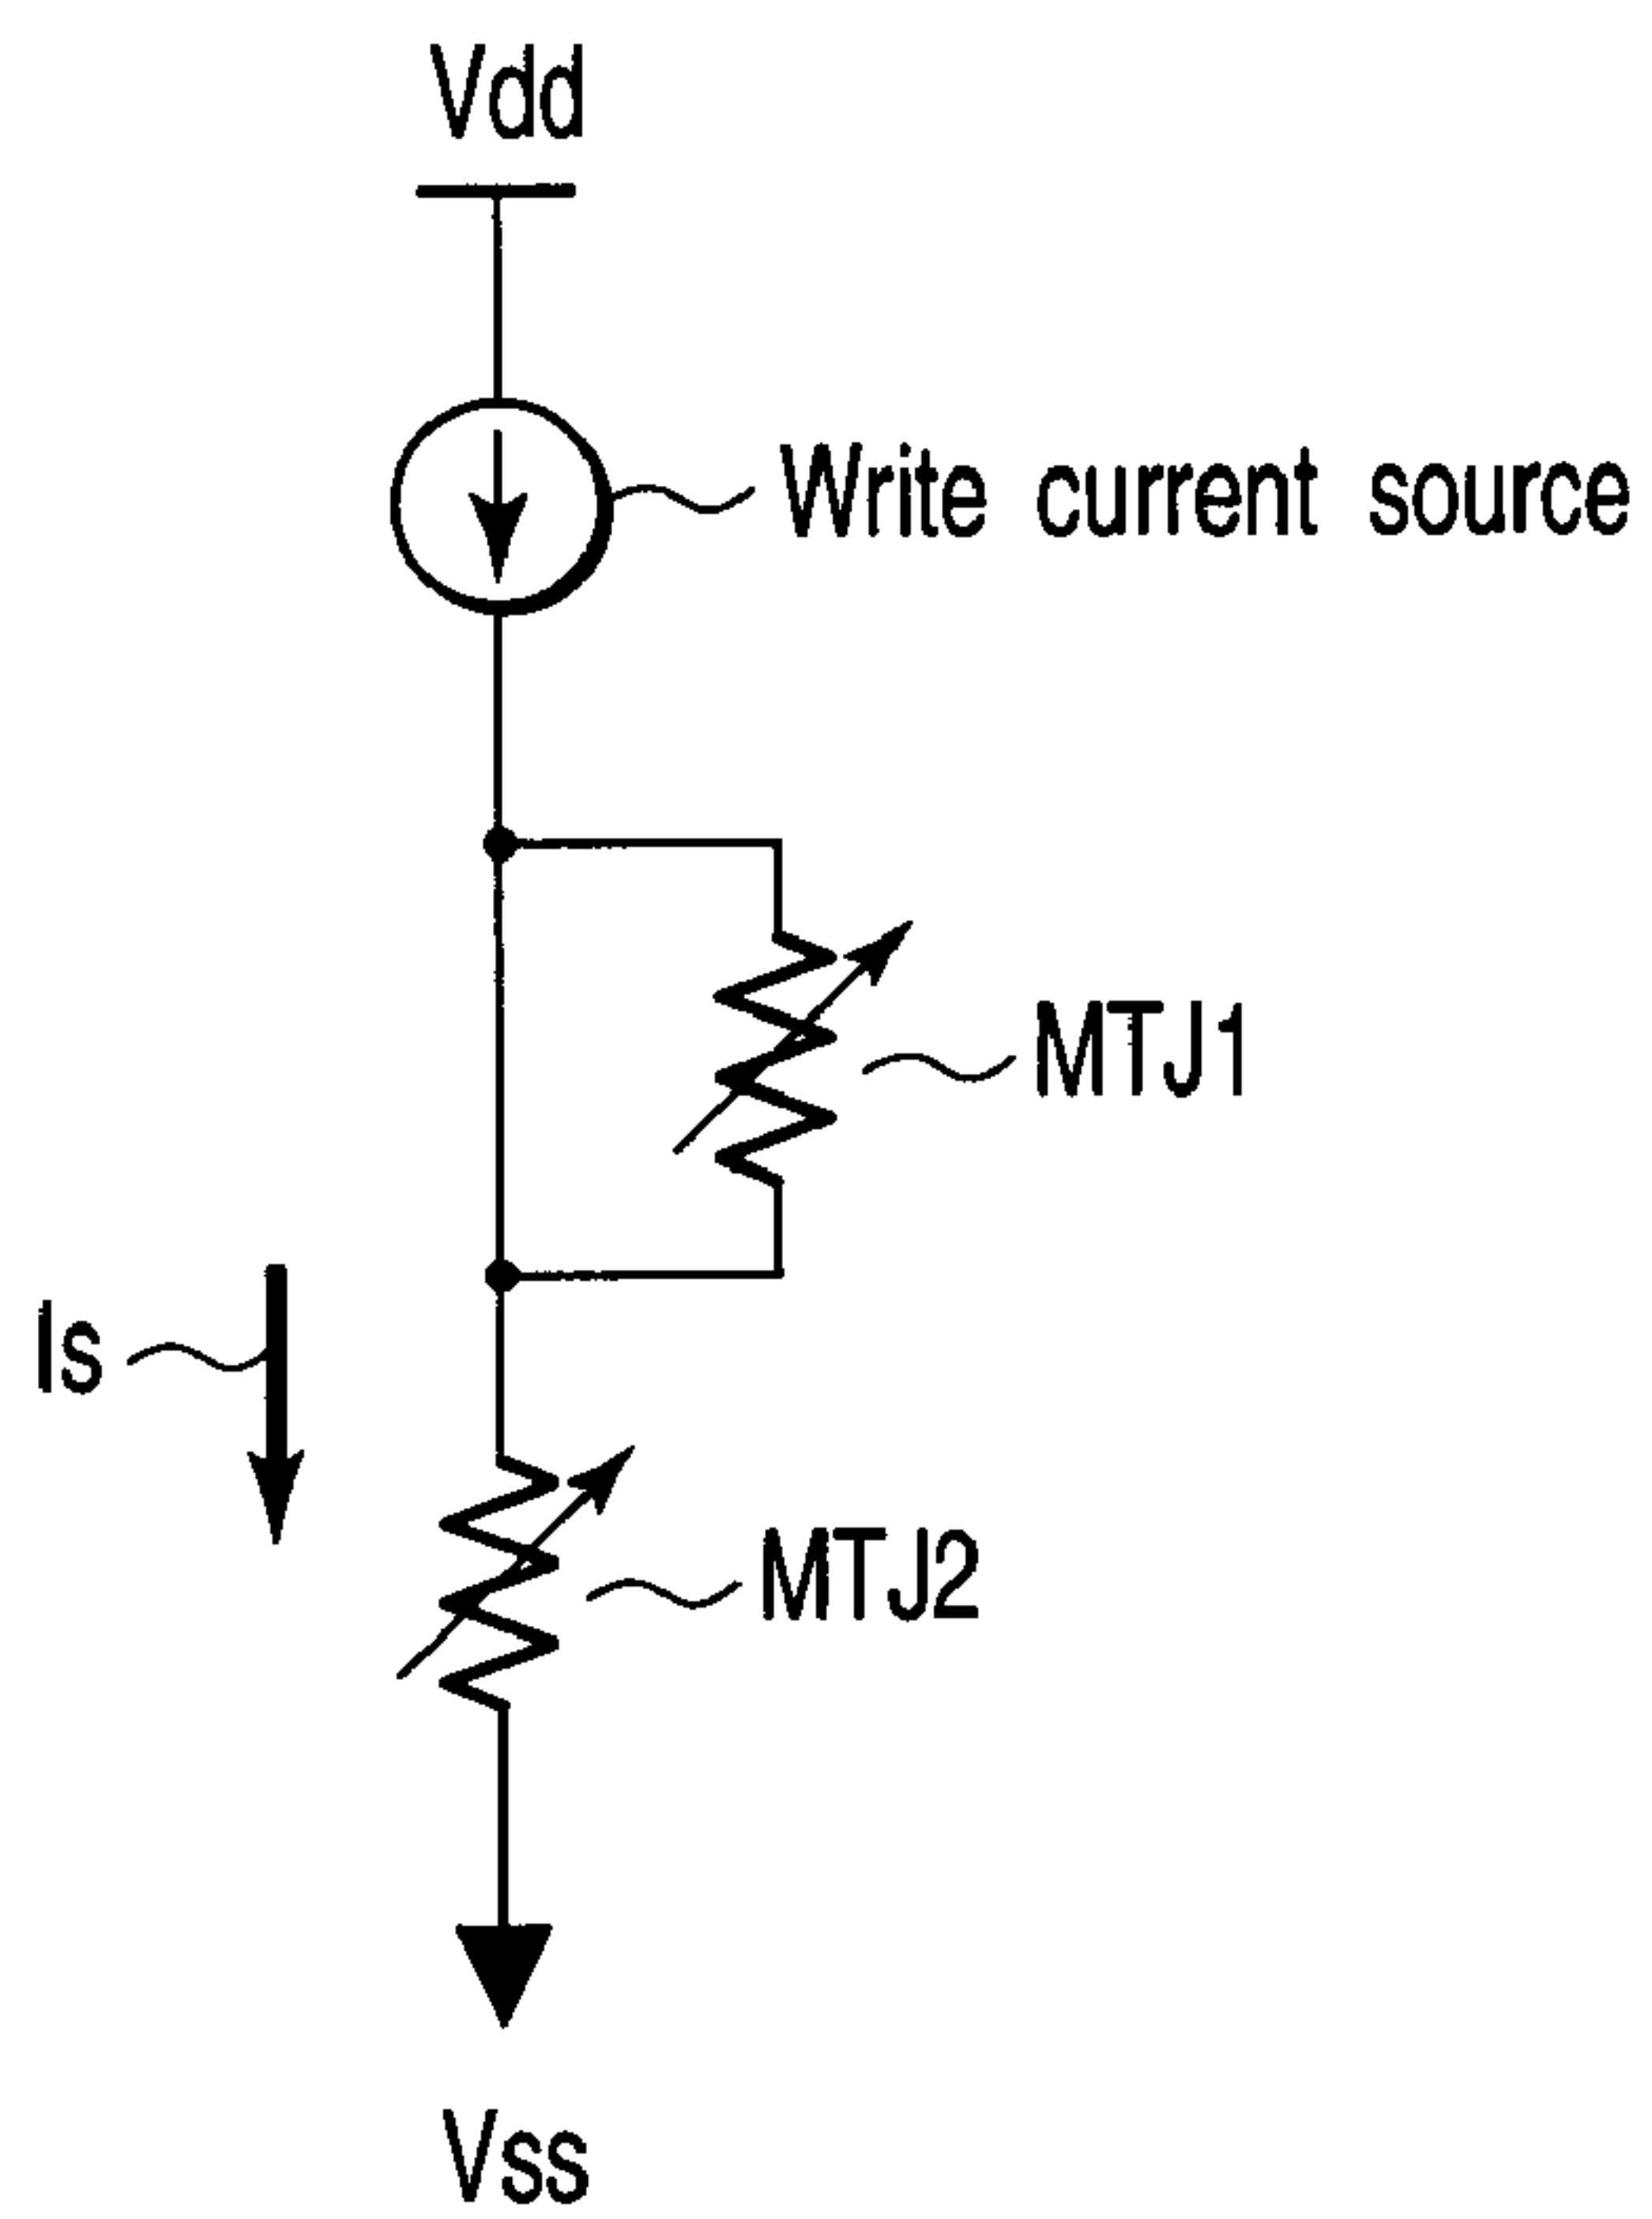 Vdd
Write current source
MTJ1
Is
MTJ2
Vss